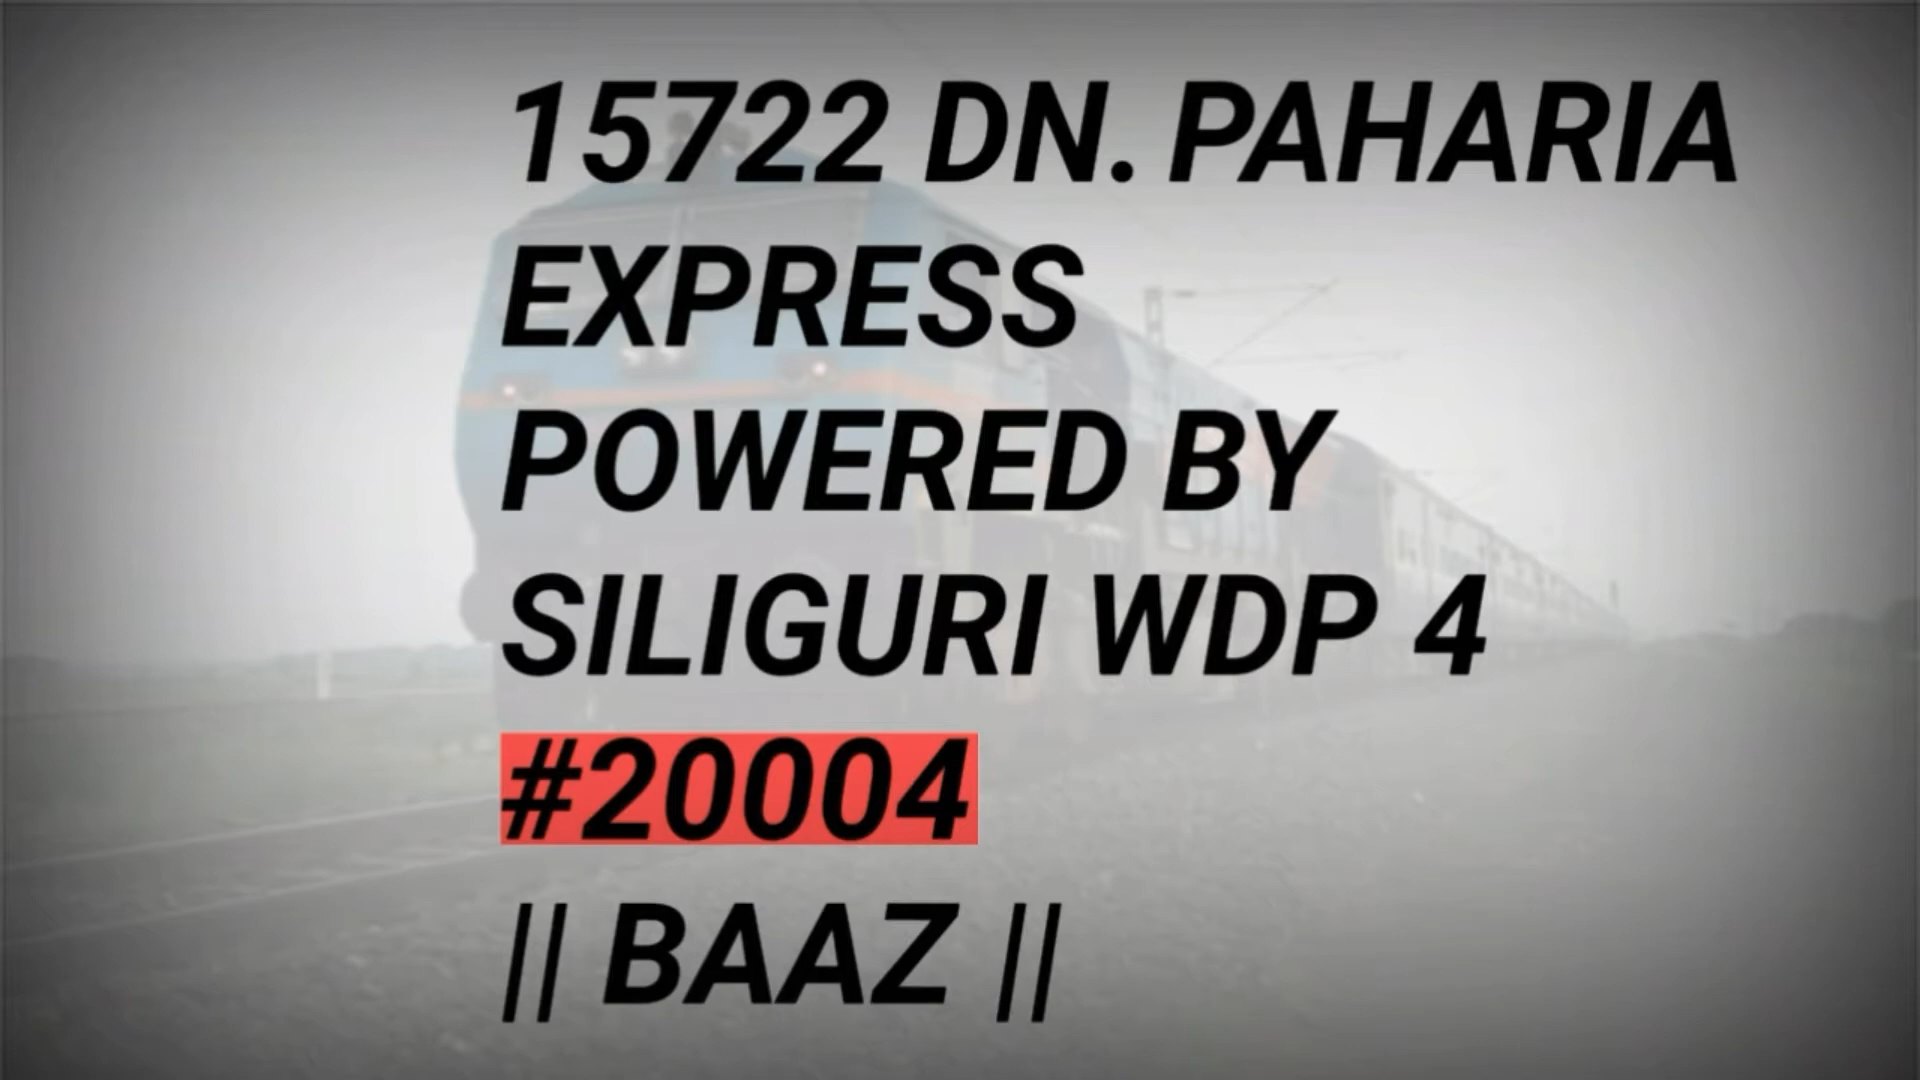 15722 DN. PAHARIA
EXPRESS
POWERED BY
SILIGURI WDP 4
#20004
|| BAAZ ||